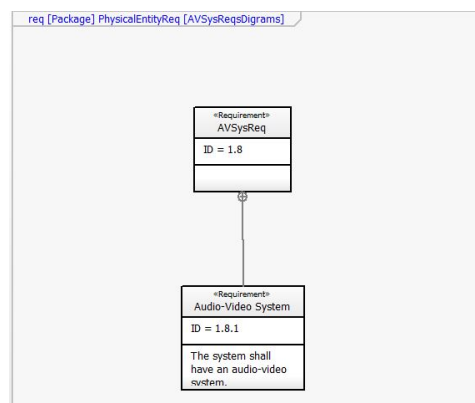 req [Package] PhysicalEntityReq [AVSysReqsDigrams]
«Requirement»
AVSysReq
ID = 1.8
«Requirement»
Audio-Video System
ID = 1.8.1
The system shall
have an audio-video
system.